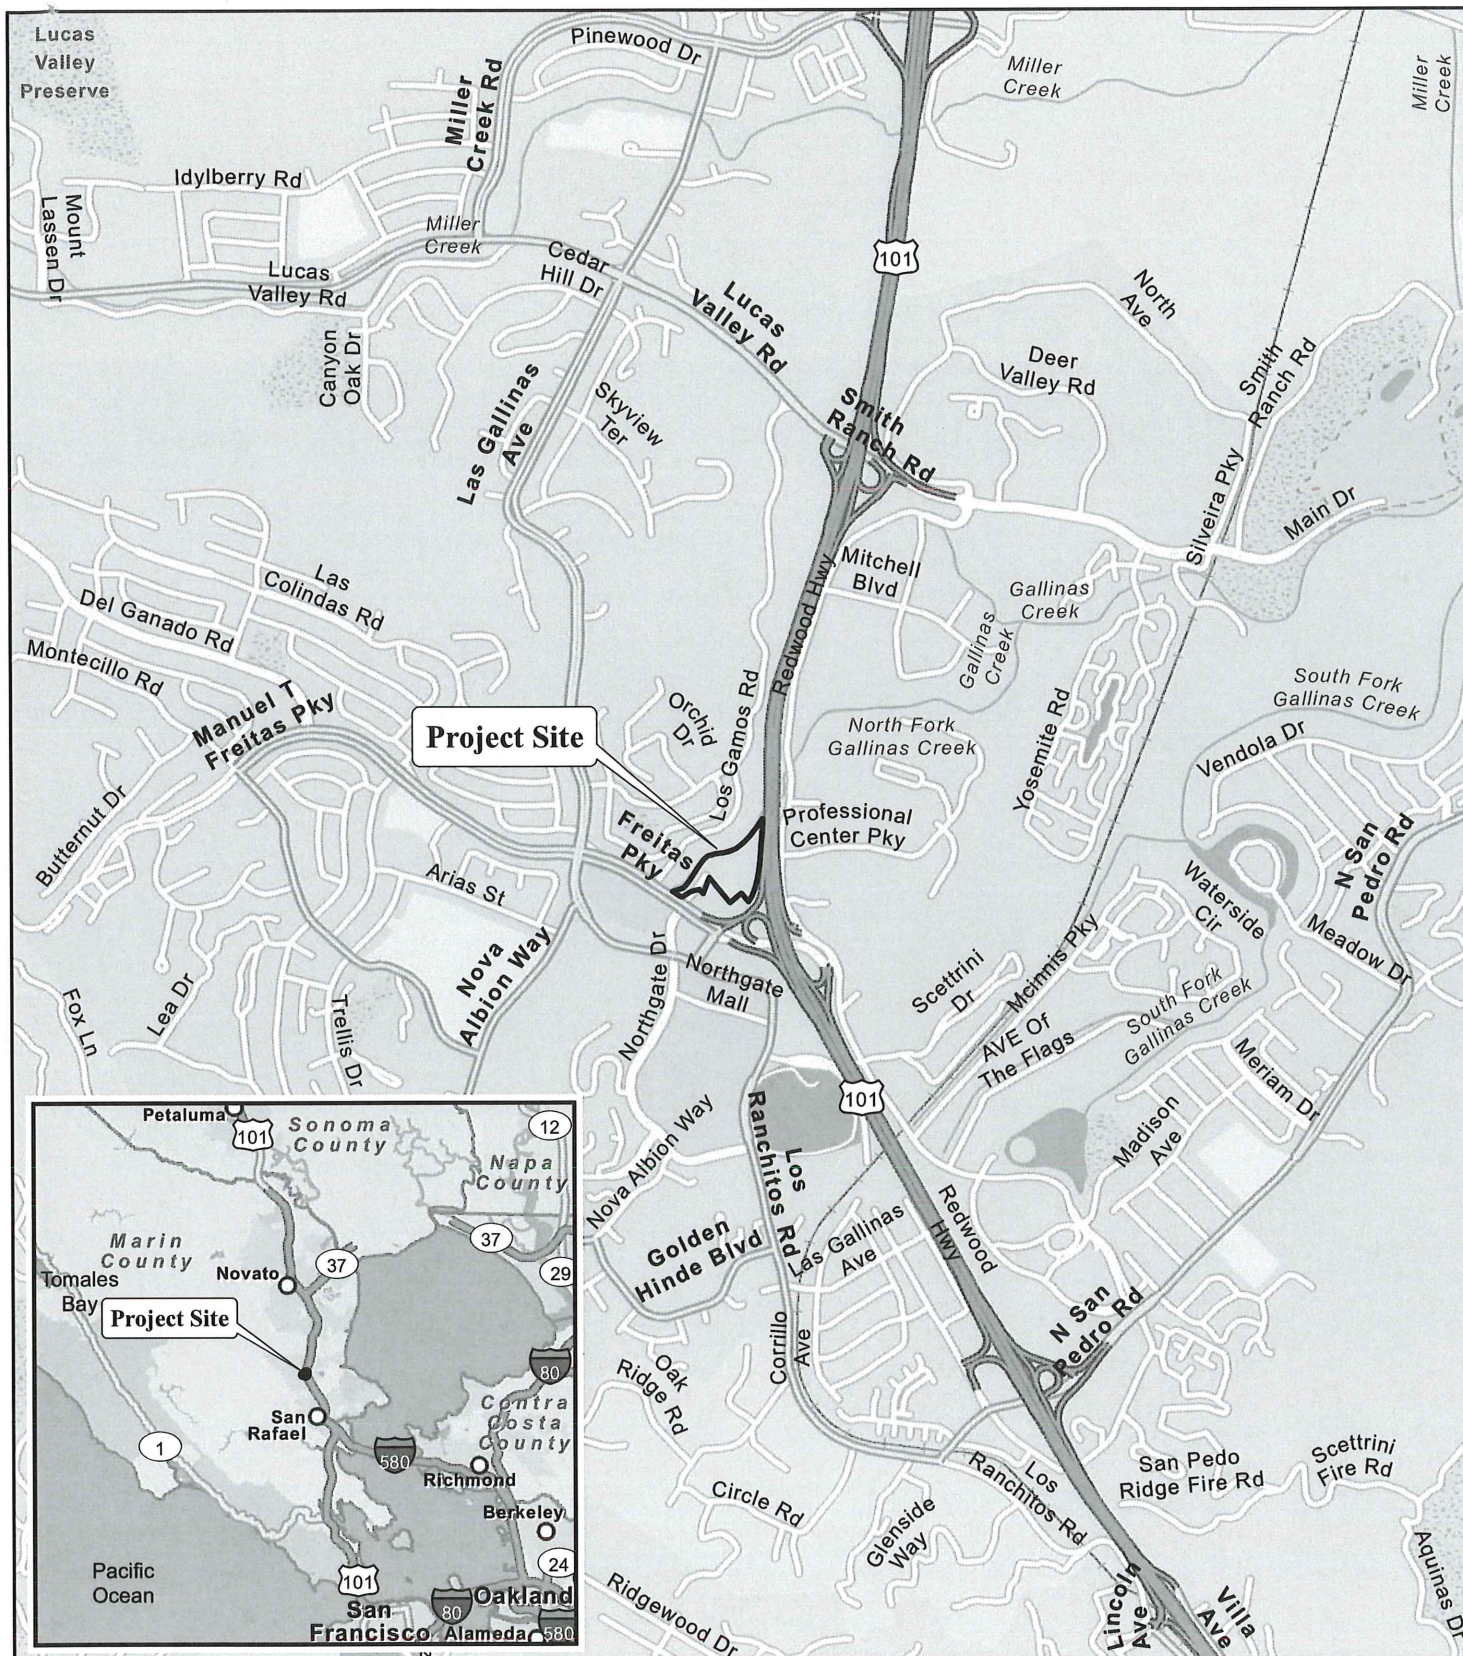 Lucas
Valley
Preserve
Pinewood Dr
Miller
Creek Rd
Miller
Creek
Miller
Creek
Idylberry Rd
Mount
Lassen Dr
Miller
Creek
Lucas
Valley Rd
Cedar
Hill Dr
Lucas
Valley Rd
101
North
Ave
Deer
Valley Rd
Smith
Ranch Rd
Canyon
Oak Dr
Las Gallinas
Ave
Skyview
Ter
Smith
Ranch Rd
Silveira Pky
Main Dr
Las
Colindas Rd
Del Ganado Rd
Montecillo Rd
Manuel T
Freitas Pky
Redwood Hwy
Mitchell
Blvd
Gallinas
Creek
Gallinas
Creek
South Fork
Gallinas Creek
Orchid
Dr
Los Gamos Rd
North Fork
Gallinas Creek
Yosemite Rd
Vendola Dr
Project Site
Butternut Dr
Freitas
Pky
Professional
Center Pky
N San
Pedro Rd
Arias St
Waterside
Cir
Meadow Dr
Nova
Albion Way
Northgate Dr
Northgate
Mall
Scettrini
Dr
Mcinnis Pky
South Fork
Gallinas Creek
Fox Ln
Lea Dr
Trellis Dr
AVE Of
The Flags
Meriam Dr
101
Madison
Ave
Nova Albion Way
Los
Ranchitos Rd
Golden
Hinde Blvd
Las Gallinas
Ave
Redwood
Hwy
N San
Pedro Rd
Corrillo
Ave
Oak
Ridge Rd
Circle Rd
Glenside
Way
Los
Ranchitos Rd
San Pedo
Ridge Fire Rd
Scettrini
Fire Rd
Aquinas Dr
Ridgewood Dr
Lincoln
Ave
Villa
Ave
Petaluma
101
Sonoma
County
12
Napa
County
37
29
Marin
County
Novato
37
Tomales
Bay
Project Site
80
Contra
Costa
County
San
Rafael
1
580
Richmond
Berkeley
24
Pacific
Ocean
101
San
Francisco
80
Oakland
Alameda
580